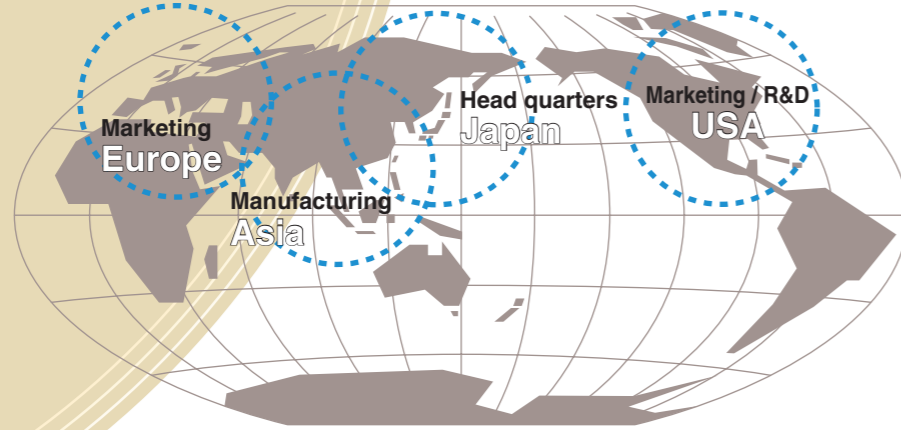 Marketing
Europe
Manufacturing
Asia
Head quarters
Japan
Marketing / R&D
USA